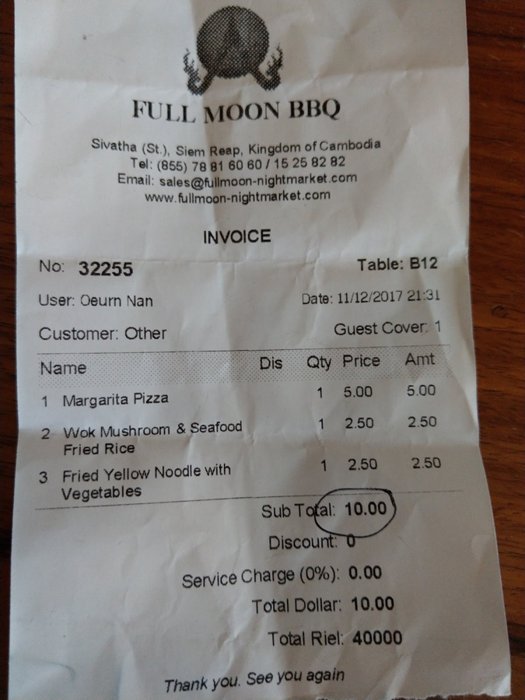 FULL MOON BBQ
Sivatha (St.), Siem Reap, Kingdom of Cambodia
Tel: (855) 78 81 60 60 / 15 25 82 82
Email: sales@fullmoon-nightmarket.com
www.fullmoon-nightmarket.com
INVOICE
No: 32255 Table: B12
User: Oeurn Nan Date: 11/12/2017 21:31
Customer: Other Guest Cover: 1
Name Dis Qty Price Amt
1 Margarita Pizza 1 5.00 5.00
2 Wok Mushroom & Seafood 1 2.50 2.50
Fried Rice
3 Fried Yellow Noodle with 1 2.50 2.50
Vegetables
Sub Total: 10.00
Discount: 0
Service Charge (0%): 0.00
Total Dollar: 10.00
Total Riel: 40000
Thank you. See you again